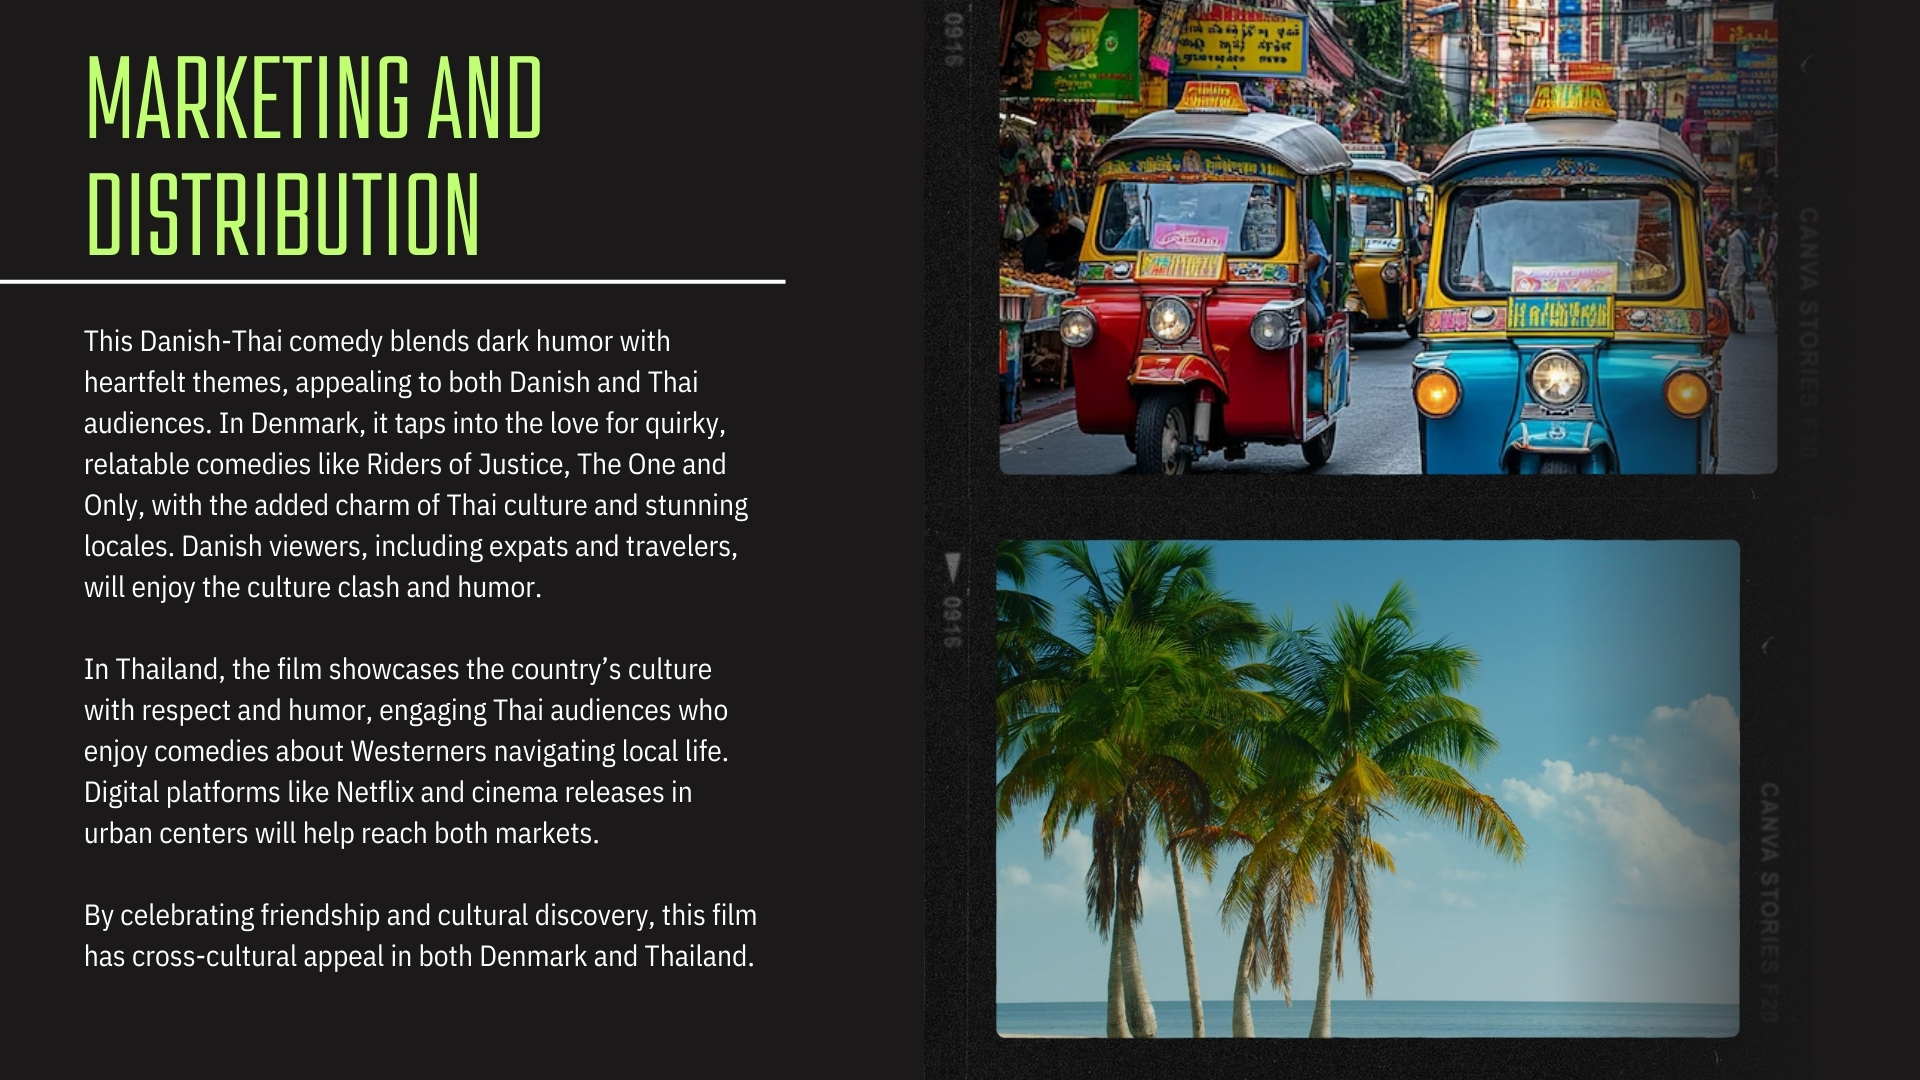 MARKETING AND
DISTRIBUTION
This Danish-Thai comedy blends dark humor with
heartfelt themes, appealing to both Danish and Thai
audiences. In Denmark, it taps into the love for quirky,
relatable comedies like Riders of Justice, The One and
Only, with the added charm of Thai culture and stunning
locales. Danish viewers, including expats and travelers,
will enjoy the culture clash and humor.
In Thailand, the film showcases the country’s culture
with respect and humor, engaging Thai audiences who
enjoy comedies about Westerners navigating local life.
Digital platforms like Netflix and cinema releases in
urban centers will help reach both markets.
By celebrating friendship and cultural discovery, this film
has cross-cultural appeal in both Denmark and Thailand.
0916
CANVA STORIES F20
0916
CANVA STORIES F20